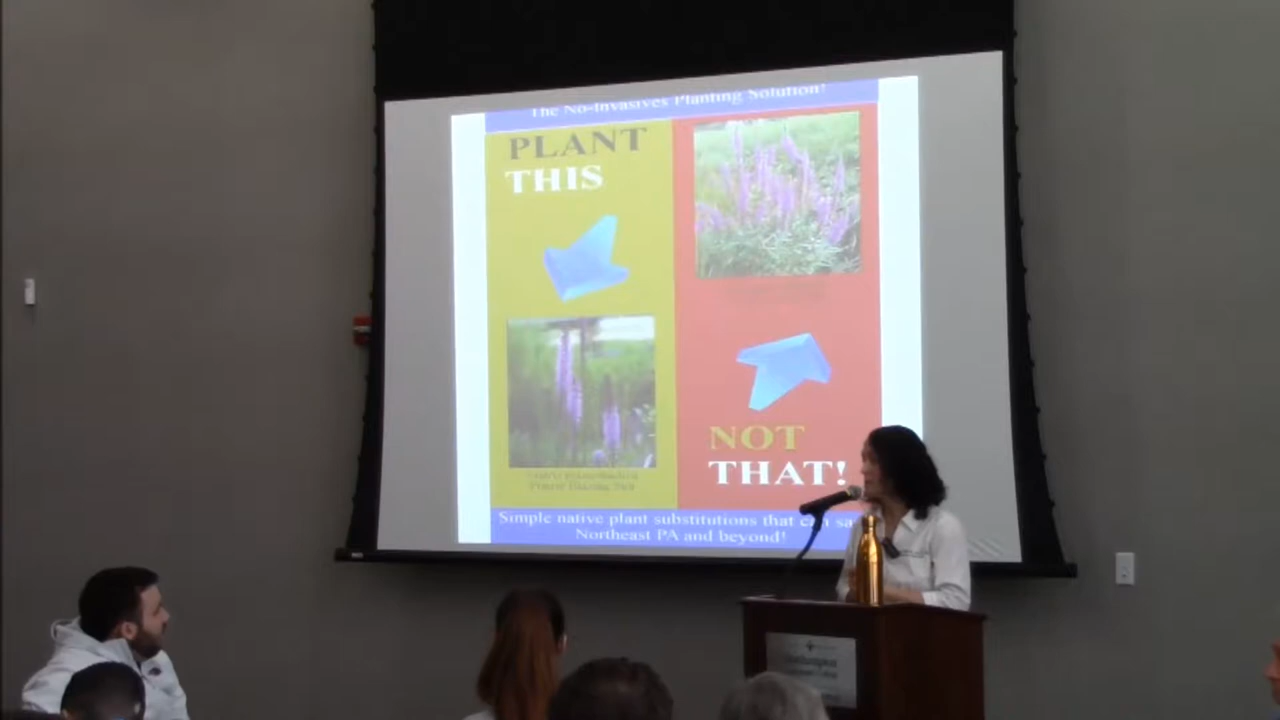 The No-Invasives Planting Solution!
PLANT
THIS
NOT
THAT!
Simple native plant substitutions that can
Northeast PA and beyond!